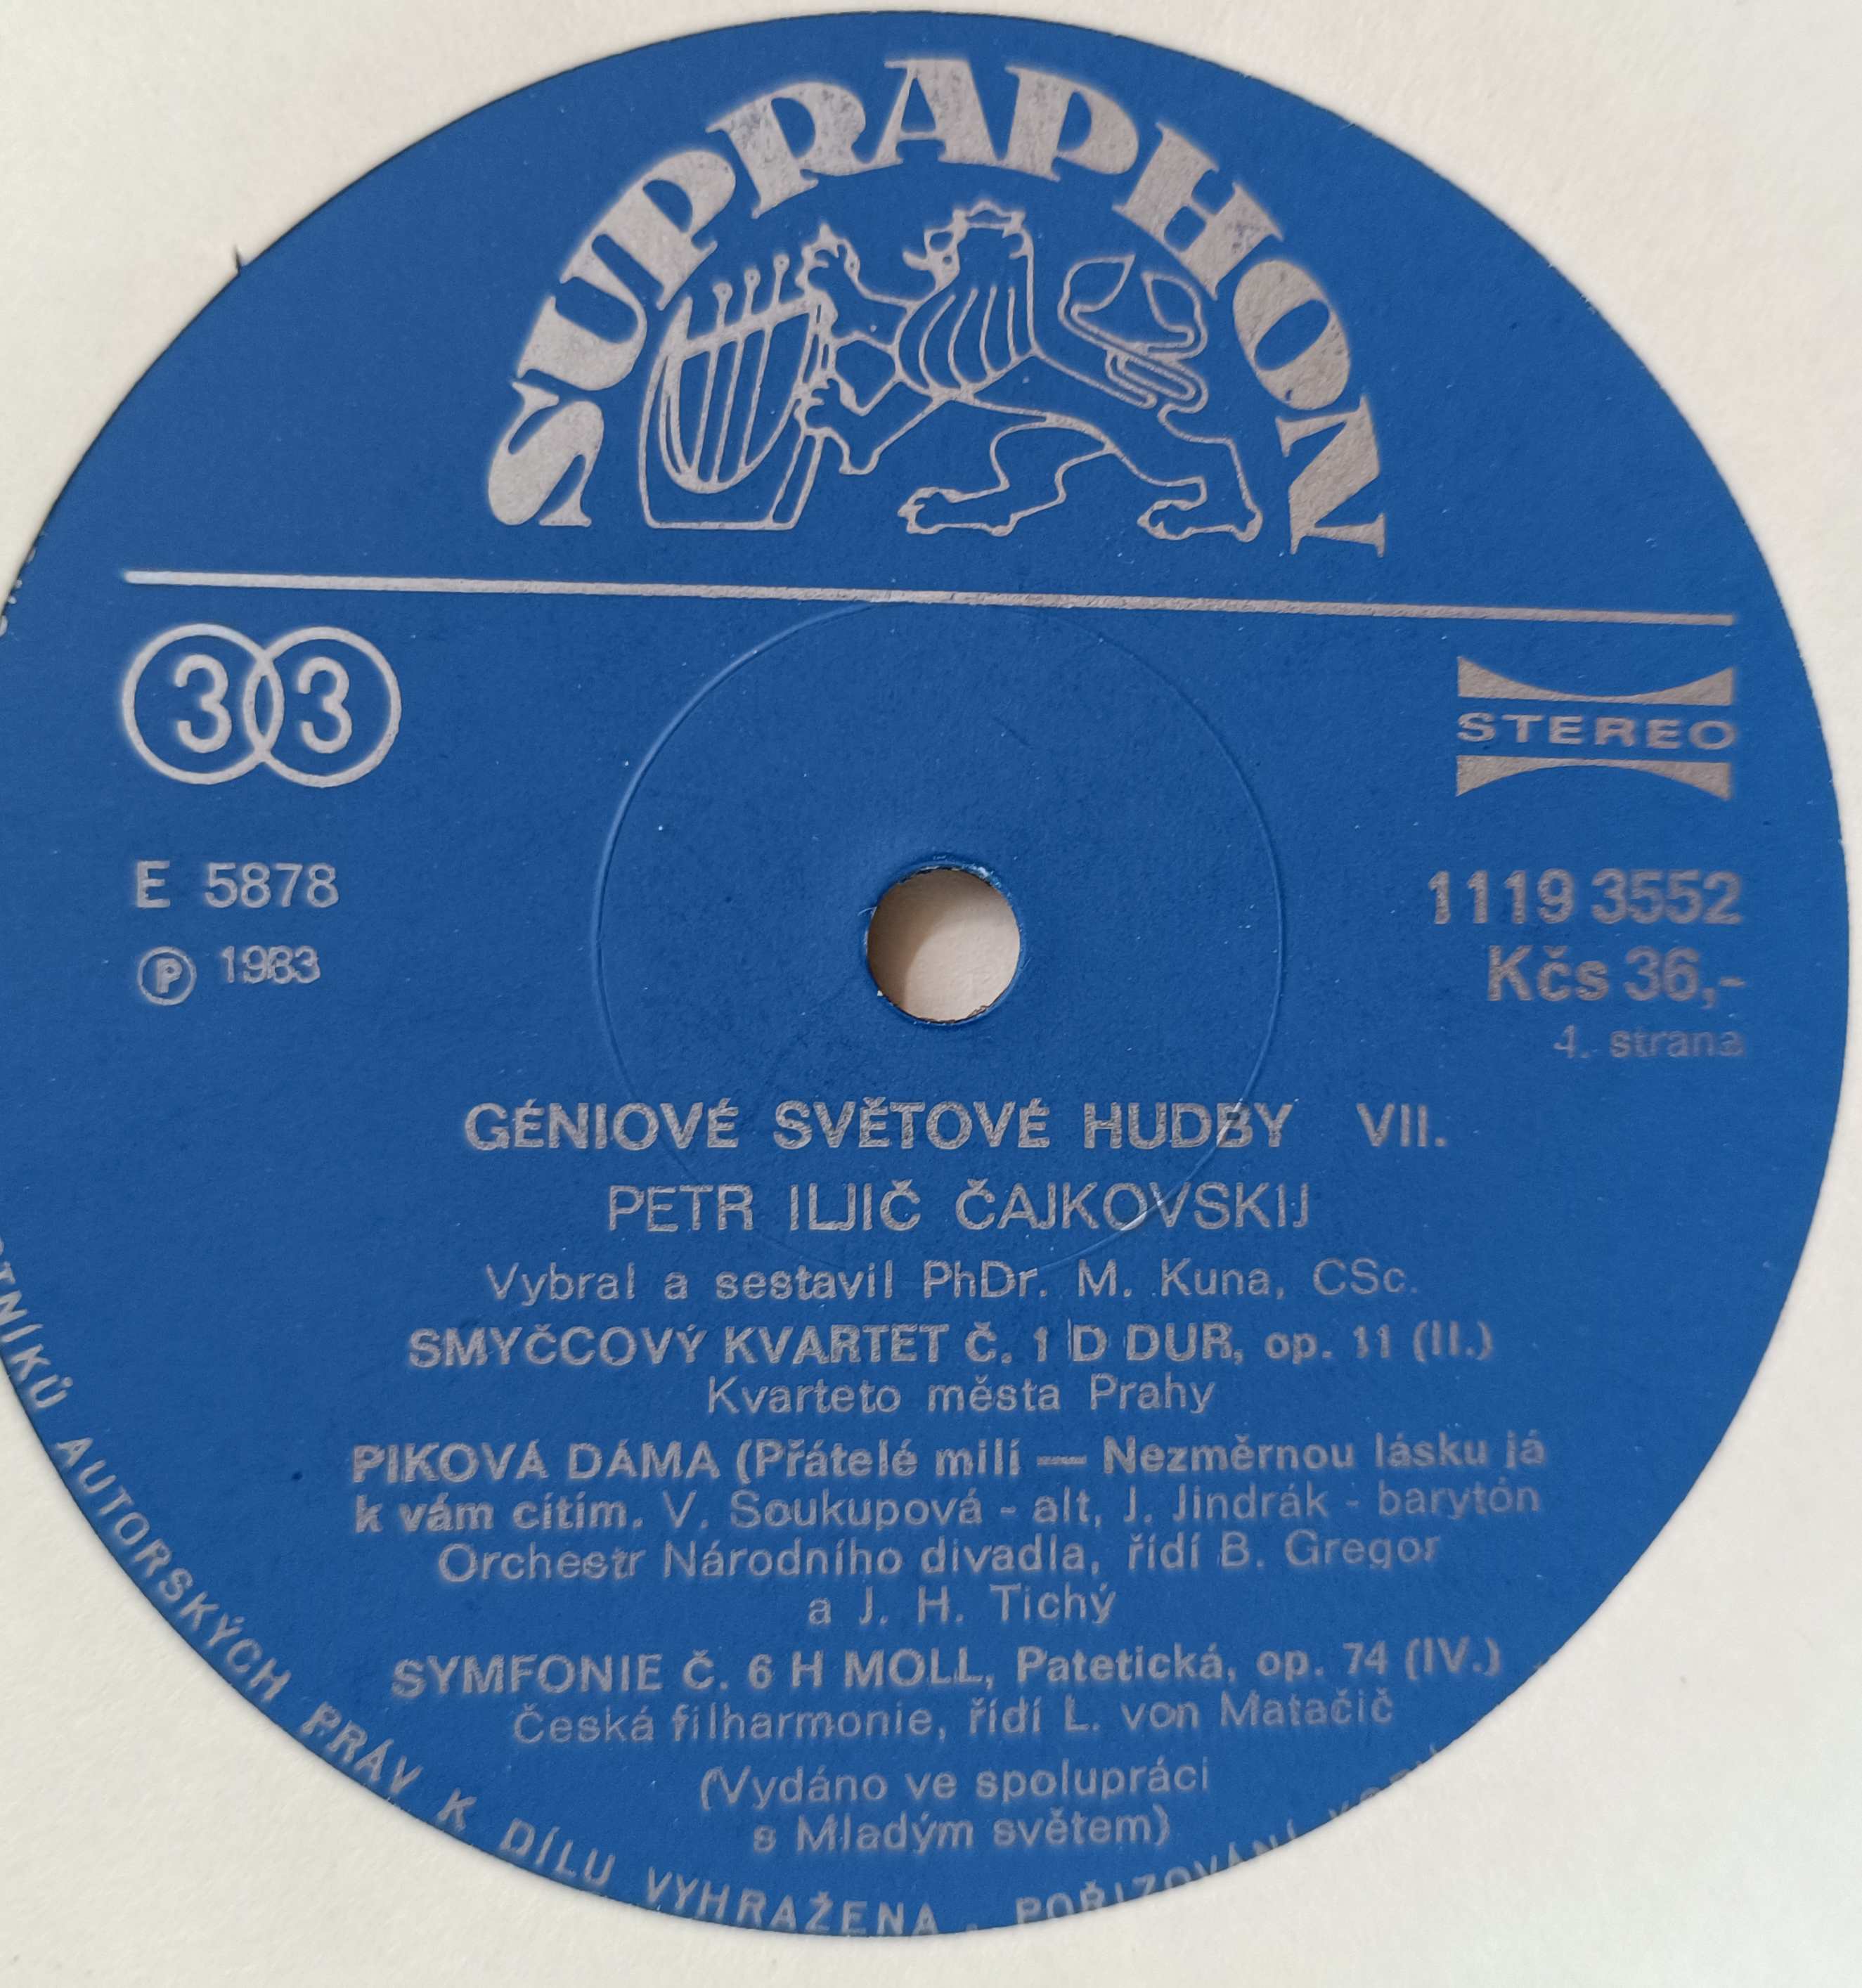 SUPRAPHON
33
STEREO
E 5878
1119 3552
℗ 1983
Kčs 36,-
4. strana
GÉNIOVÉ SVĚTOVÉ HUDBY VII.
PETR ILJIČ ČAJKOVSKIJ
Vybral a sestavil PhDr. M. Kuna, CSc.
SMYČCOVÝ KVARTET Č. 1 D DUR, op. 11 (II.)
Kvarteto města Prahy
PIKOVÁ DÁMA (Přátelé milí — Nezměrnou lásku já
k vám cítím. V. Soukupová - alt, J. Jindrák - barytón
Orchestr Národního divadla, řídí B. Gregor
a J. H. Tichý
SYMFONIE Č. 6 H MOLL, Patetická, op. 74 (IV.)
Česká filharmonie, řídí L. von Matačič
(Vydáno ve spolupráci
s Mladým světem)
AUTORSKÝCH PRÁV K DÍLU VYHRAŽENA . POŘIZOVÁNÍ